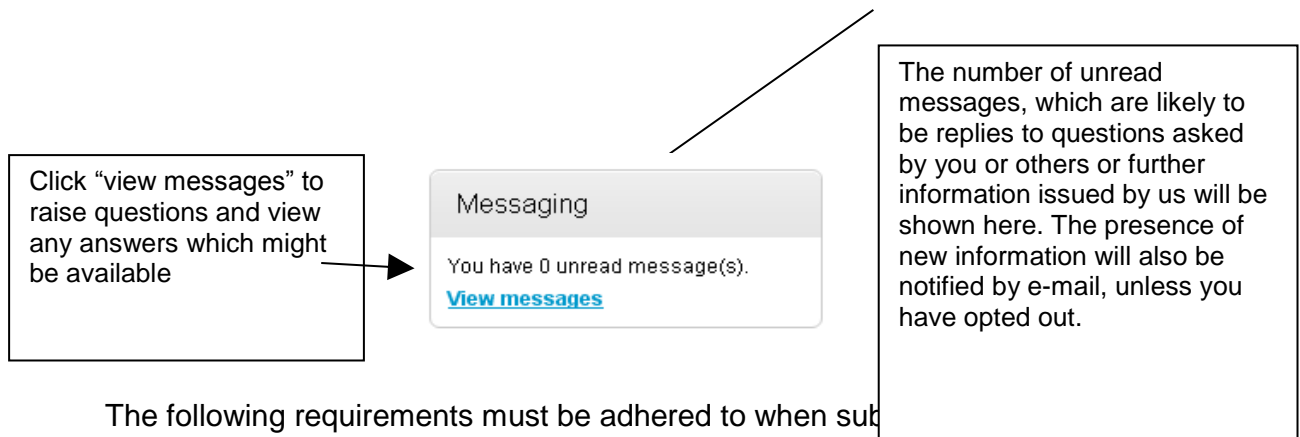 The number of unread
messages, which are likely to
be replies to questions asked
by you or others or further
information issued by us will be
shown here. The presence of
new information will also be
notified by e-mail, unless you
have opted out.
Click “view messages” to
raise questions and view
any answers which might
be available
Messaging
You have 0 unread message(s).
View messages
The following requirements must be adhered to when